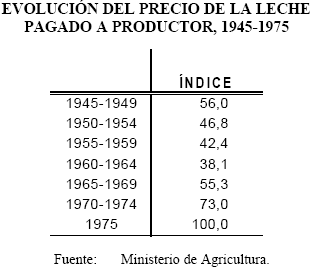 EVOLUCIÓN DEL PRECIO DE LA LECHE
PAGADO A PRODUCTOR, 1945-1975
ÍNDICE
1945-1949 56,0
1950-1954 46,8
1955-1959 42,4
1960-1964 38,1
1965-1969 55,3
1970-1974 73,0
1975 100,0
Fuente: Ministerio de Agricultura.